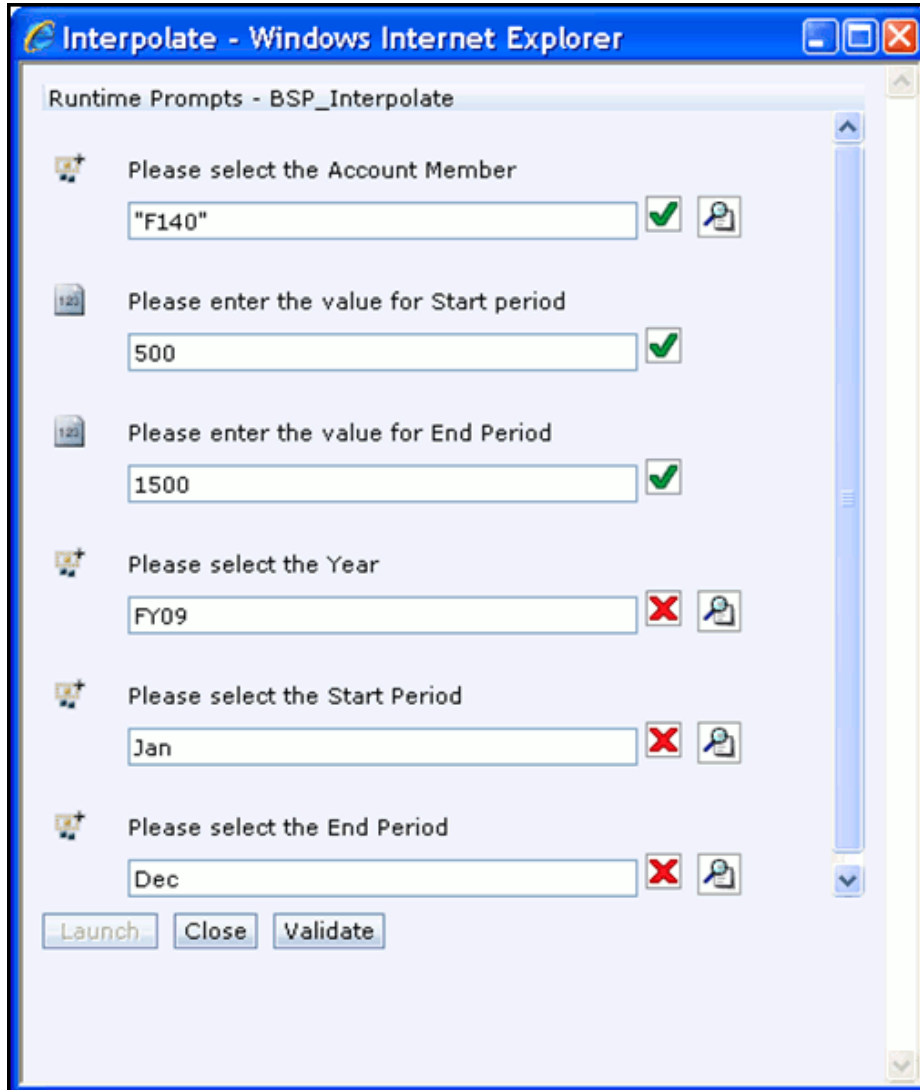 Interpolate - Windows Internet Explorer
Runtime Prompts - BSP_Interpolate
Please select the Account Member
"F140"
Please enter the value for Start period
123
500
Please enter the value for End Period
123
1500
Please select the Year
FY09
Please select the Start Period
Jan
Please select the End Period
Dec
Launch Close Validate